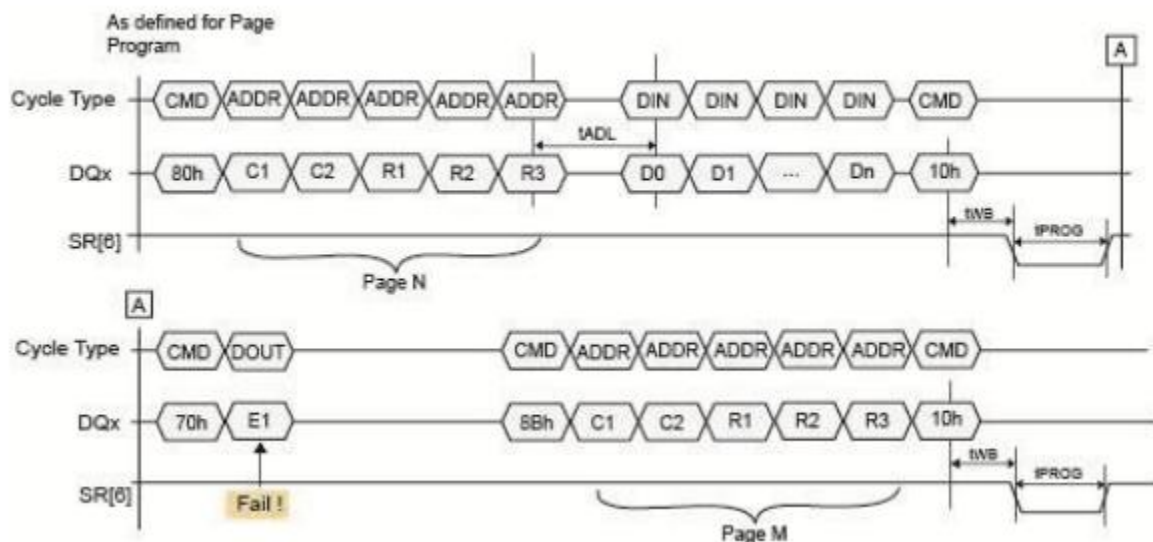 As defined for Page
Program
A
Cycle Type CMD ADDR ADDR ADDR ADDR ADDR DIN DIN DIN DIN CMD
tADL
DQx 80h C1 C2 R1 R2 R3 D0 D1 ... Dn 10h
tWB
tPROG
SR[6]
Page N
A
Cycle Type CMD DOUT CMD ADDR ADDR ADDR ADDR ADDR CMD
DQx 70h E1 8Bh C1 C2 R1 R2 R3 10h
tWB
tPROG
SR[6]
Fail !
Page M